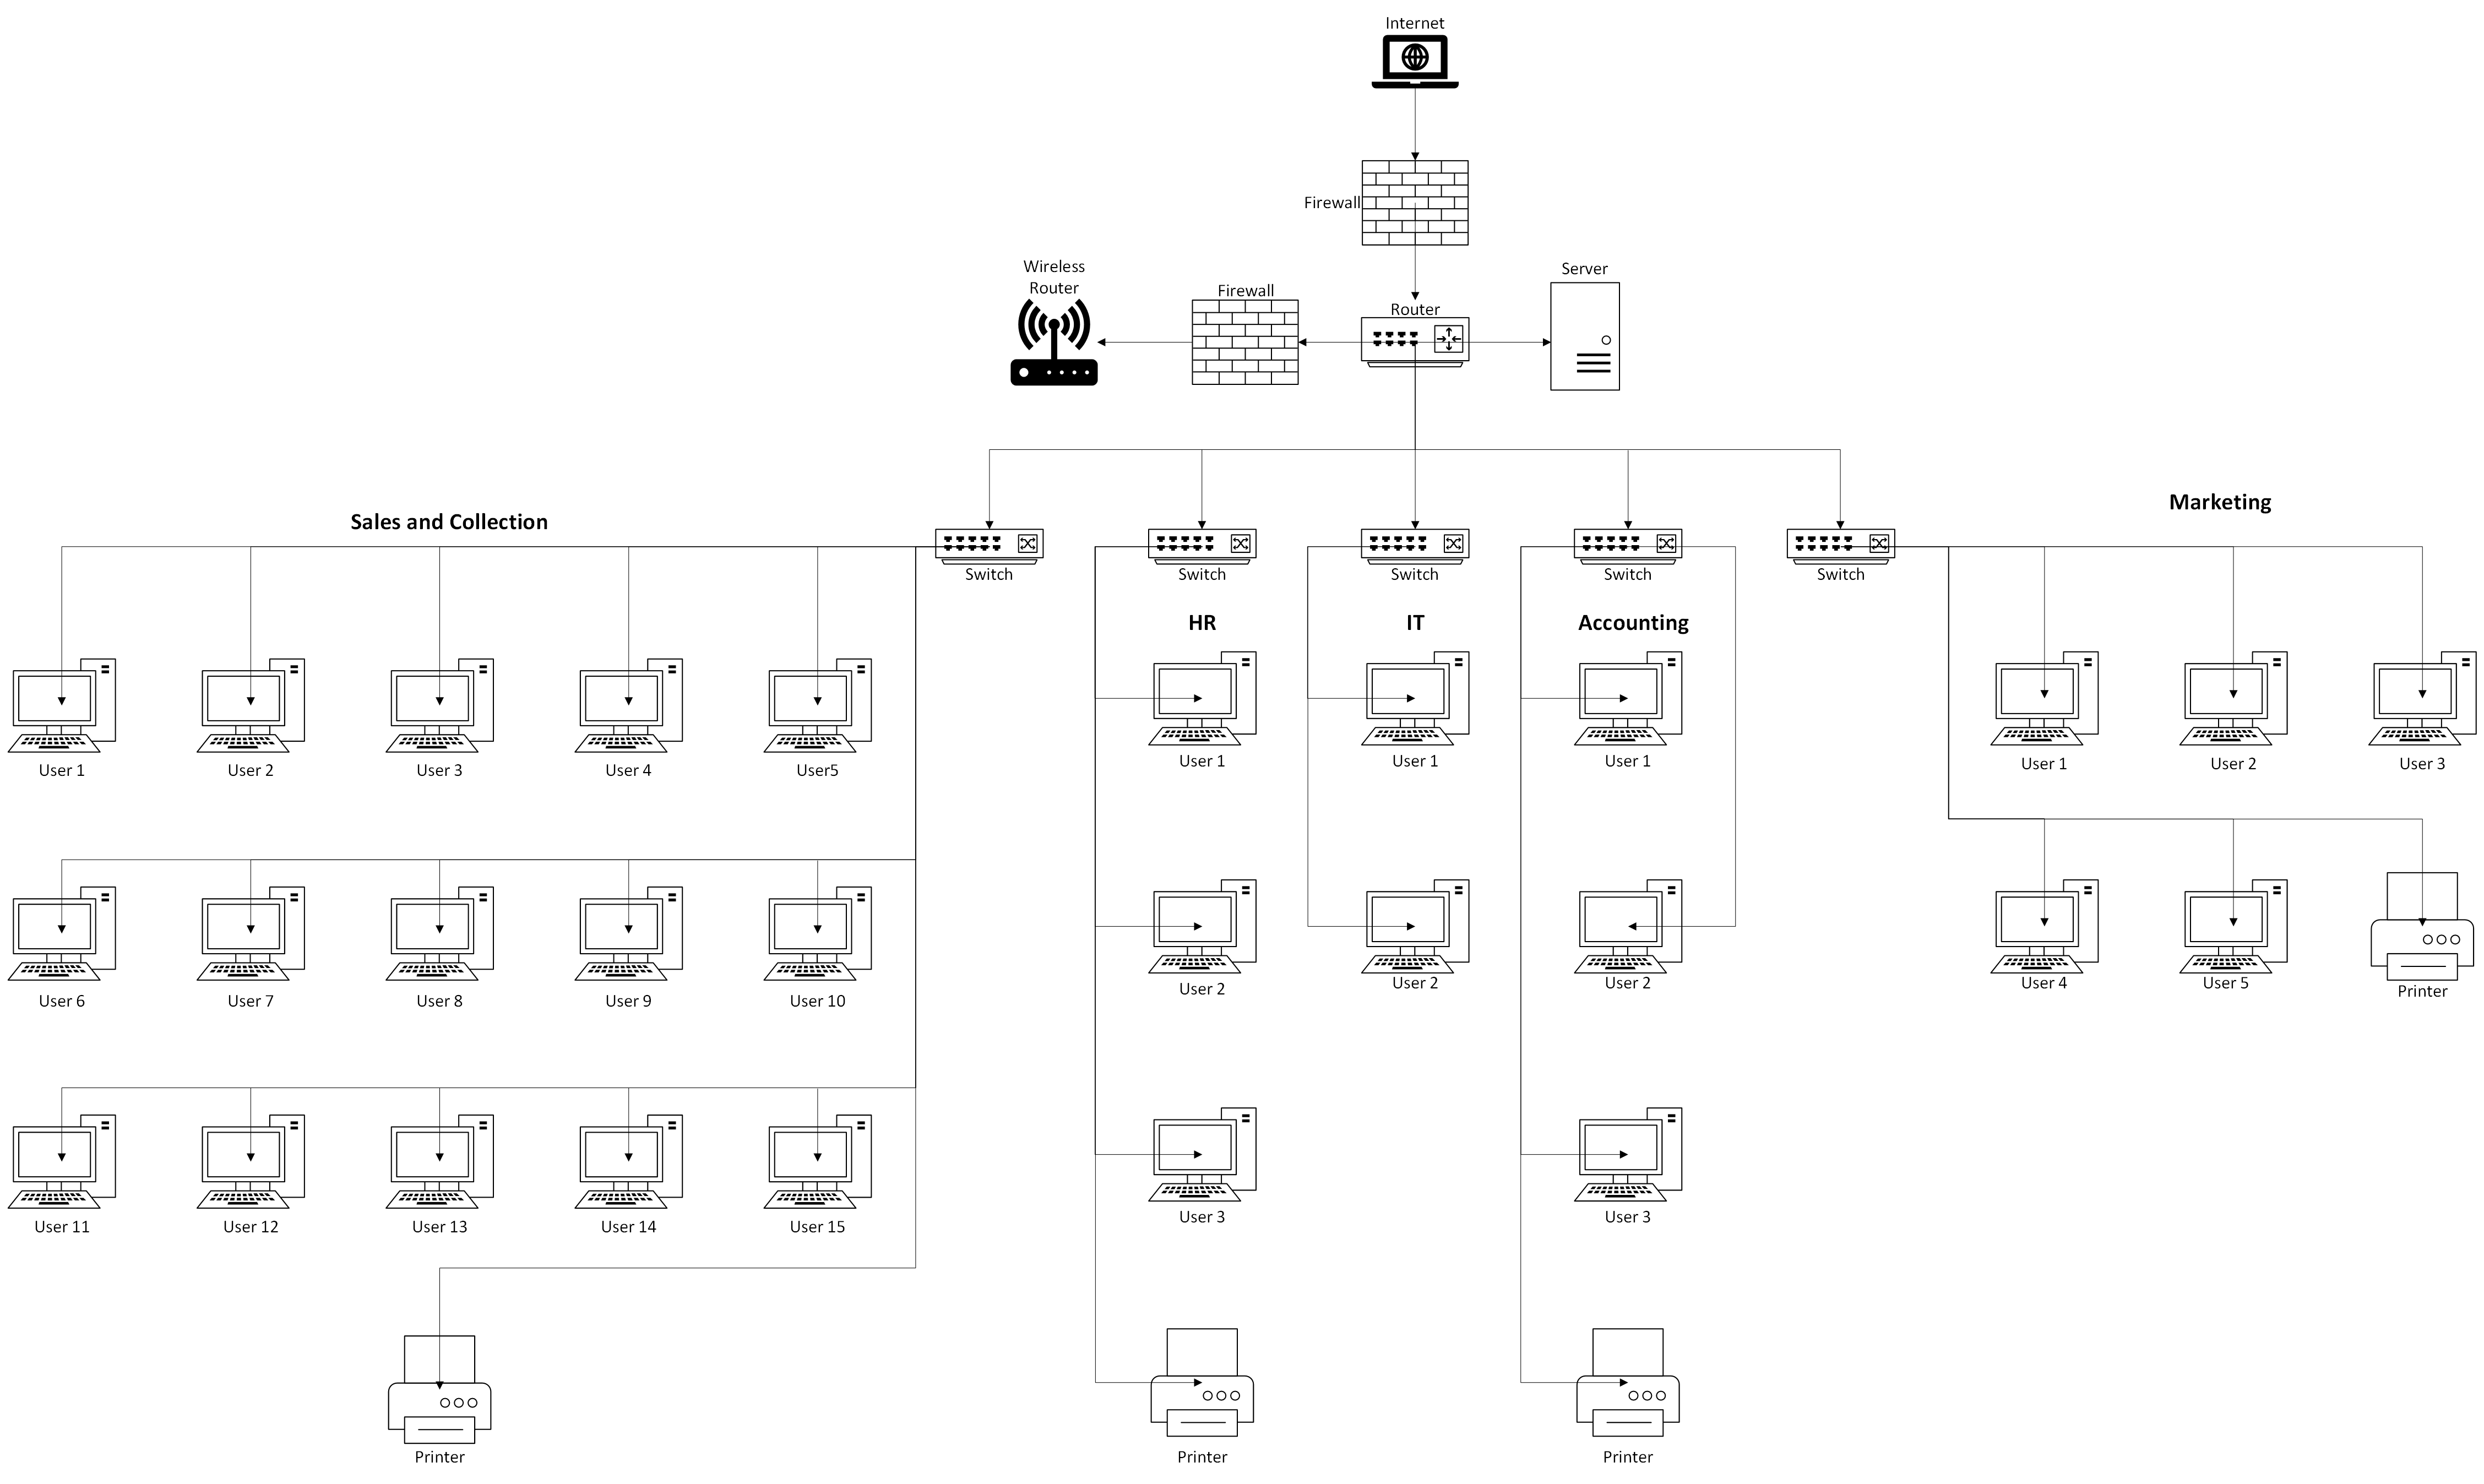 Internet
Firewall
Wireless
Router
Firewall
Router
Server
Sales and Collection
Marketing
Switch
Switch
Switch
Switch
Switch
HR
IT
Accounting
User 1
User 2
User 3
User 4
User5
User 1
User 1
User 1
User 1
User 2
User 3
User 6
User 7
User 8
User 9
User 10
User 2
User 2
User 2
User 4
User 5
Printer
User 11
User 12
User 13
User 14
User 15
User 3
User 3
Printer
Printer
Printer